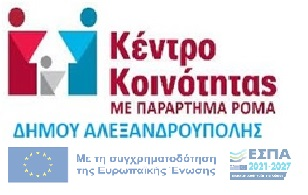 Κέντρο
Κοινότητας
ΜΕ ΠΑΡΑΡΤΗΜΑ ΡΟΜΑ
ΔΗΜΟΥ ΑΛΕΞΑΝΔΡΟΥΠΟΛΗΣ
Με τη συγχρηματοδότηση
της Ευρωπαϊκής Ένωσης
ΕΣΠΑ
2021-2027